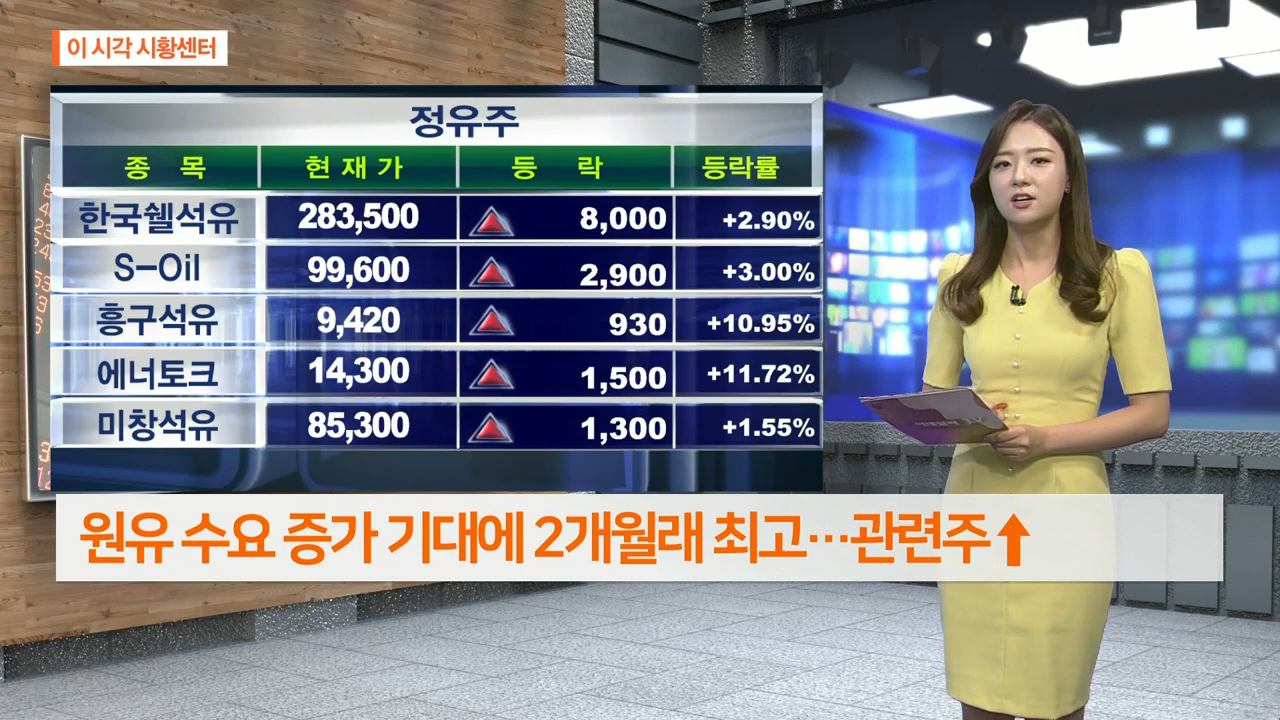 이 시각 시황센터
정유주
종 목 현 재 가 등 락 등락률
한국쉘석유 283,500 8,000 +2.90%
S-Oil 99,600 2,900 +3.00%
흥구석유 9,420 930 +10.95%
에너토크 14,300 1,500 +11.72%
미창석유 85,300 1,300 +1.55%
원유 수요 증가 기대에 2개월래 최고…관련주↑